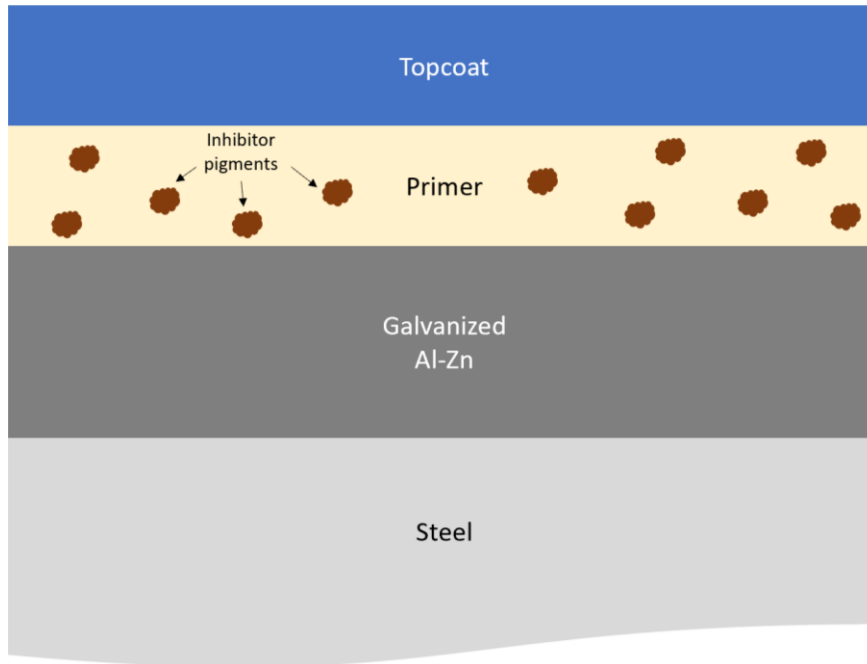 Topcoat
Inhibitor
pigments
Primer
Galvanized
Al-Zn
Steel